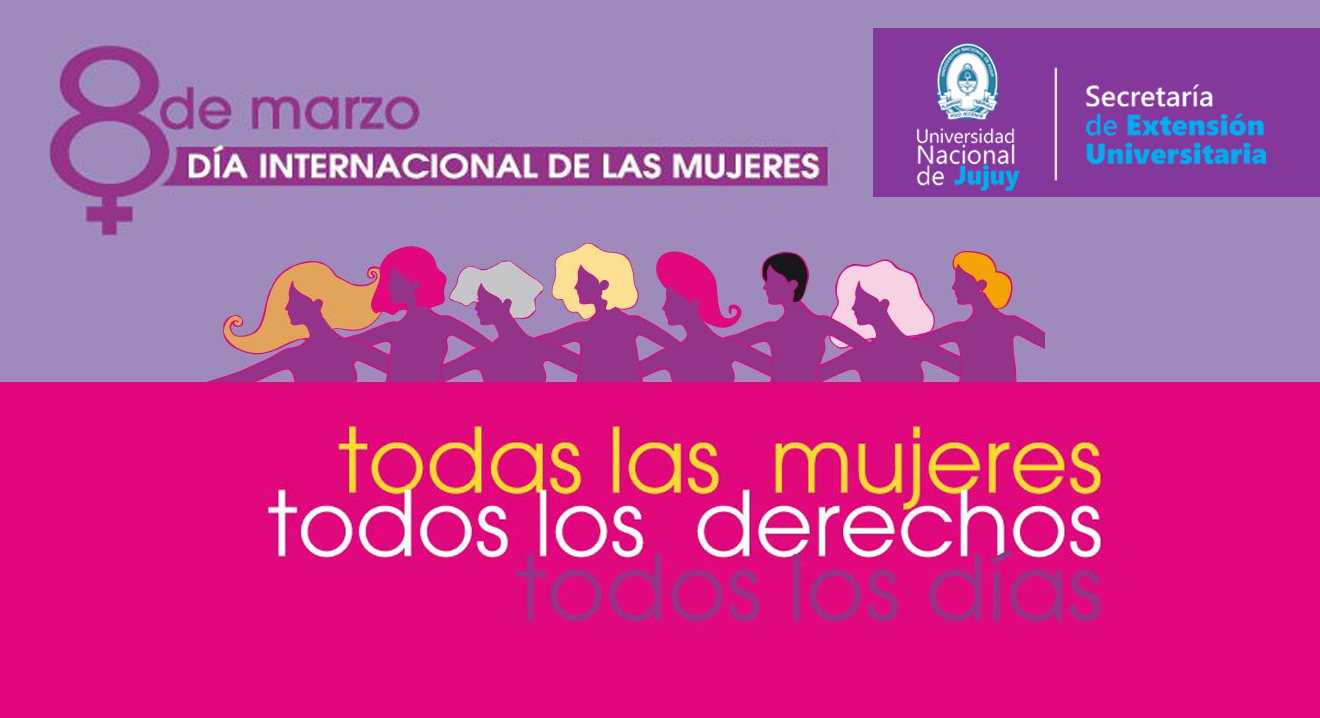 8 de marzo
DÍA INTERNACIONAL DE LAS MUJERES
Universidad
Nacional
de Jujuy
Secretaría
de Extensión
Universitaria
todas las mujeres
todos los derechos
todos los días